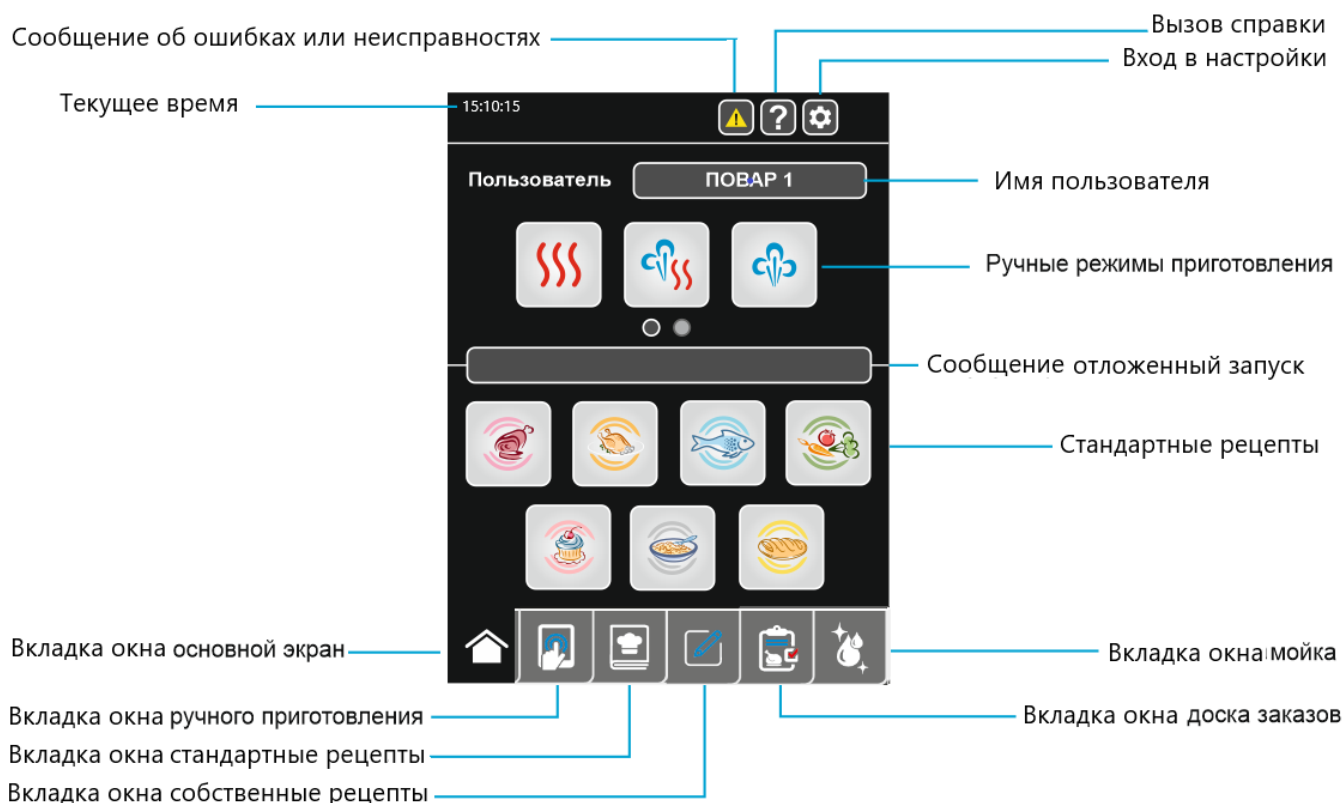 Вызов справки
Сообщение об ошибках или неисправностях
Вход в настройки
Текущее время
15:10:15
Пользователь
ПОВАР 1
Имя пользователя
Ручные режимы приготовления
Сообщение отложенный запуск
Стандартные рецепты
Вкладка окна основной экран
Вкладка окна мойка
Вкладка окна ручного приготовления
Вкладка окна доска заказов
Вкладка окна стандартные рецепты
Вкладка окна собственные рецепты